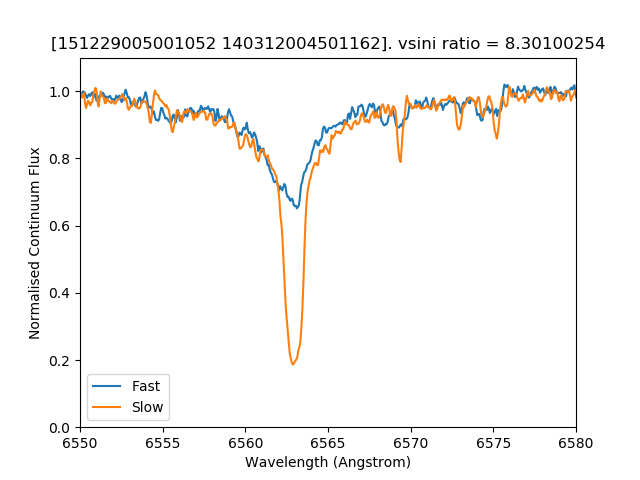 [151229005001052 140312004501162]. vsini ratio = 8.30100254
Normalised Continuum Flux
1.0
0.8
0.6
0.4
0.2
0.0
Fast
Slow
6550 6555 6560 6565 6570 6575 6580
Wavelength (Angstrom)